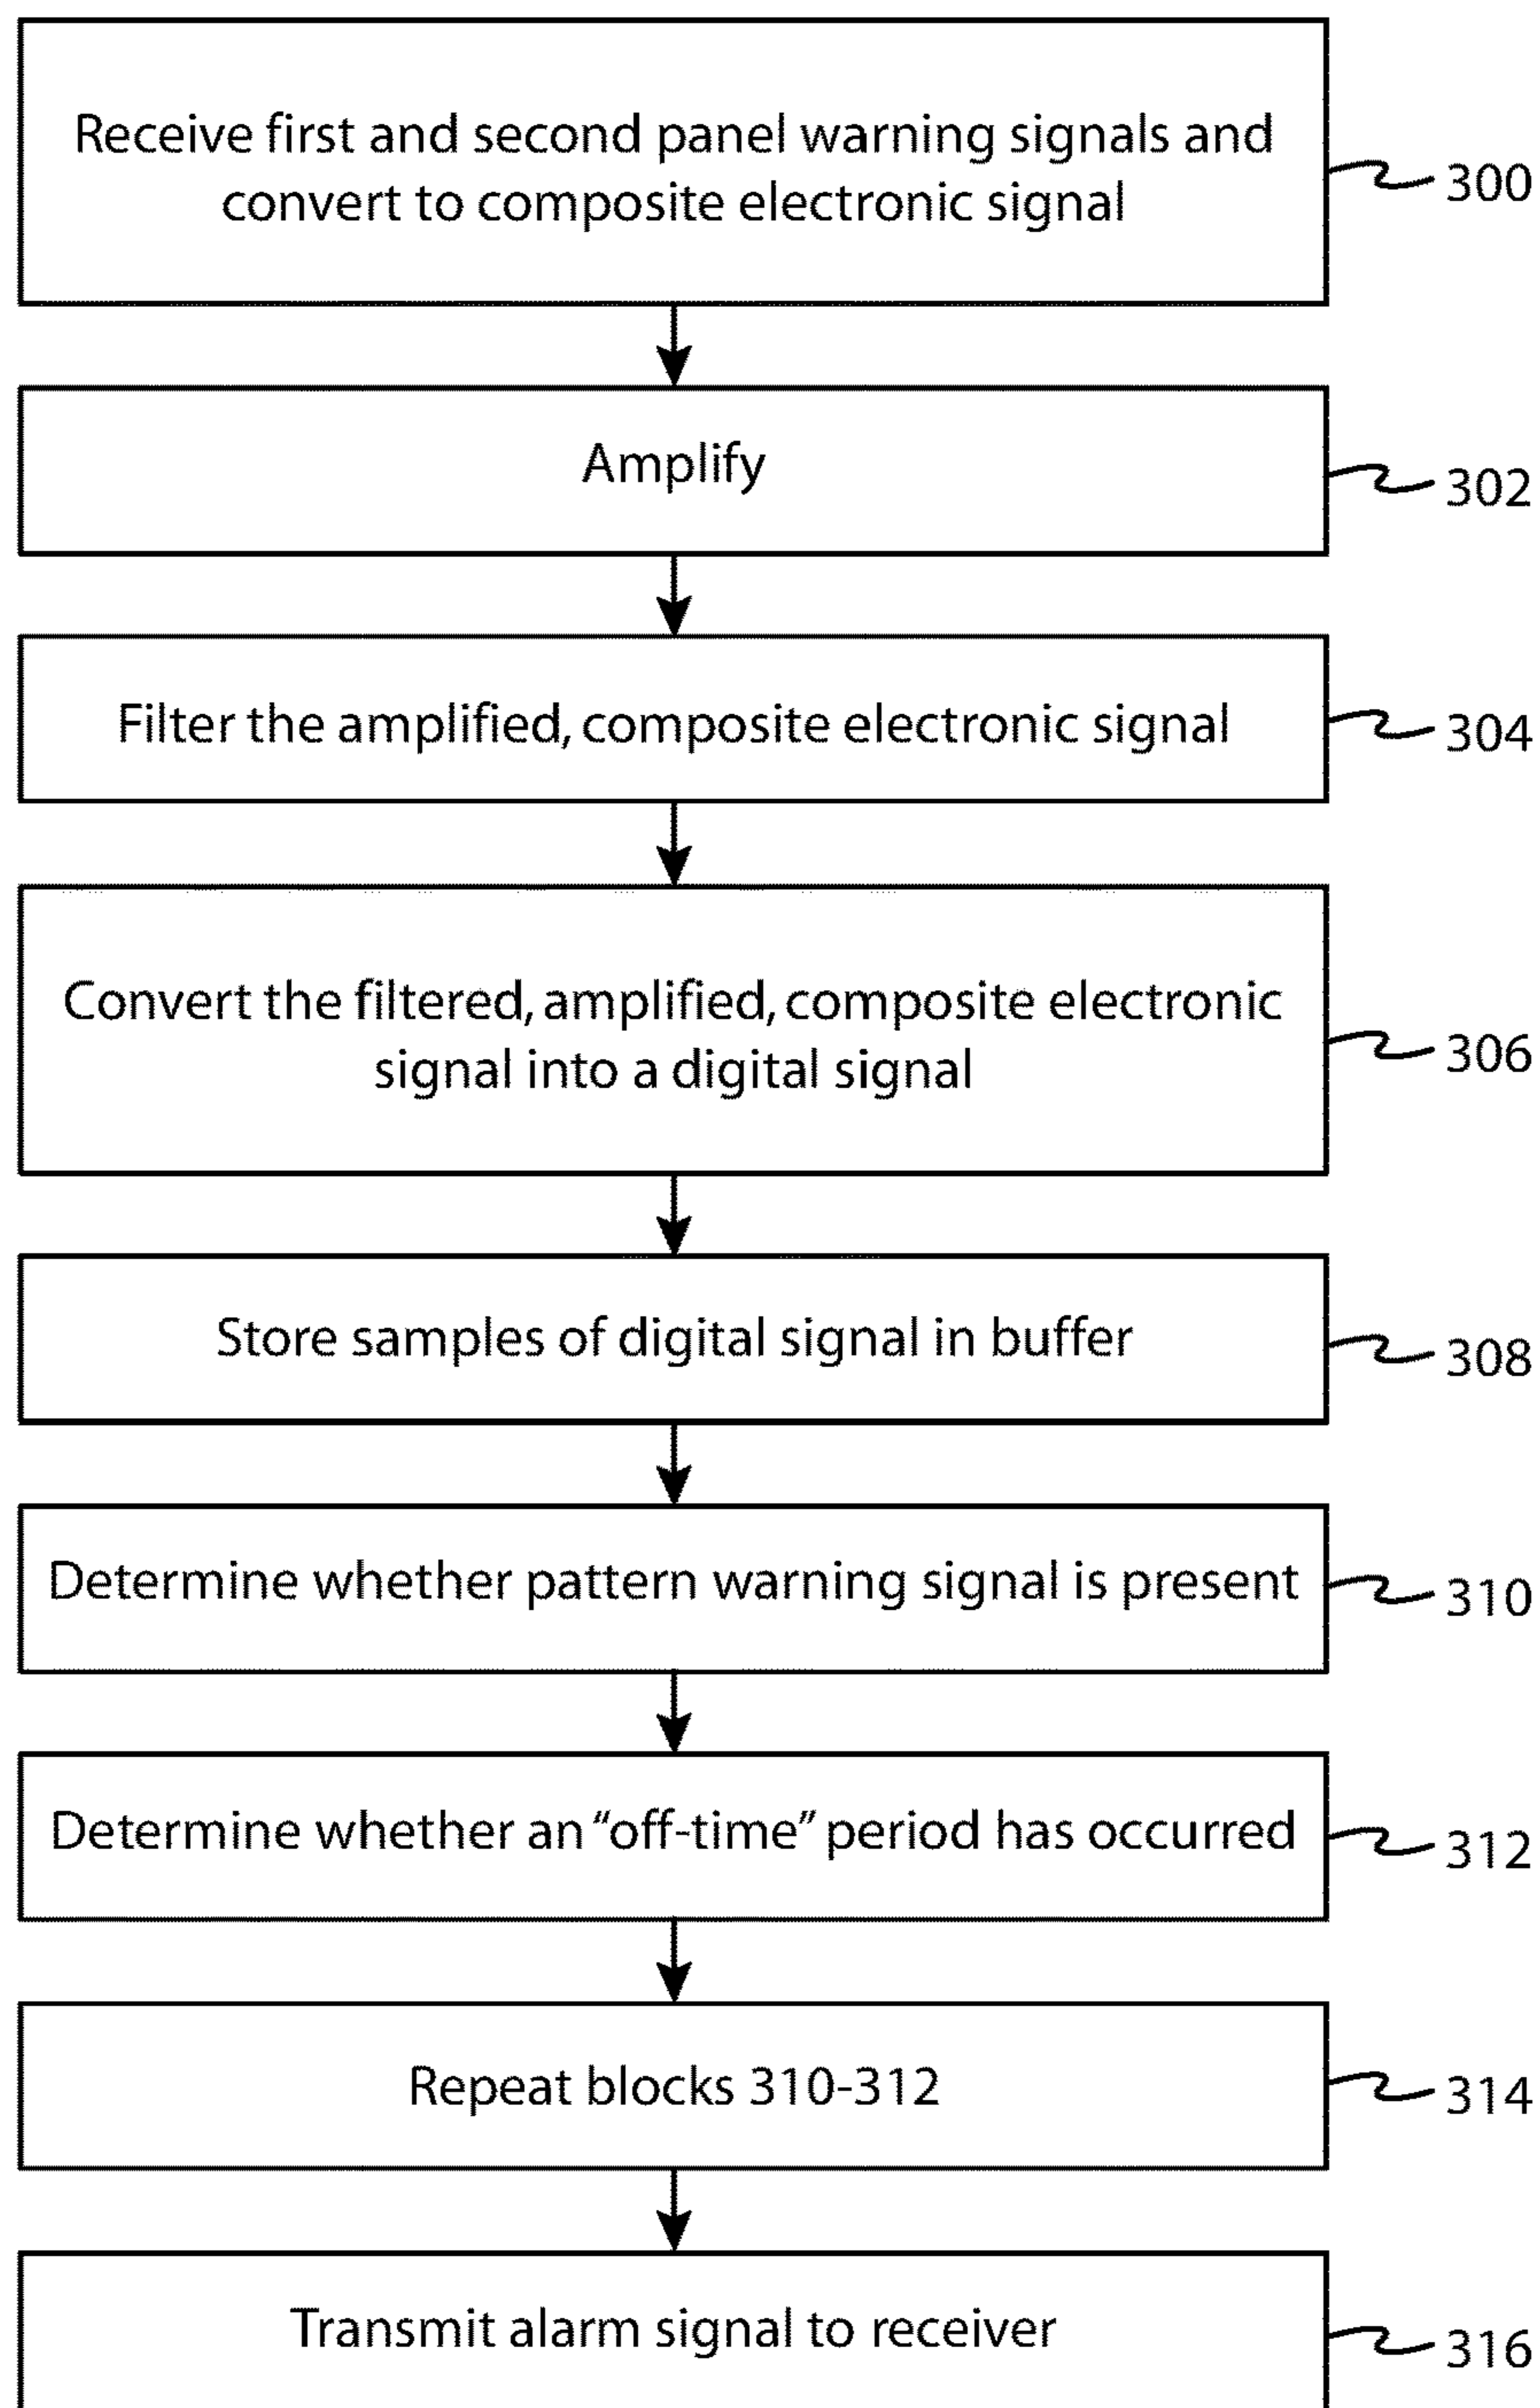 Receive first and second panel warning signals and
convert to composite electronic signal
300
Amplify
302
Filter the amplified, composite electronic signal
304
Convert the filtered, amplified, composite electronic
signal into a digital signal
306
Store samples of digital signal in buffer
308
Determine whether pattern warning signal is present
310
Determine whether an “off-time” period has occurred
312
Repeat blocks 310-312
314
Transmit alarm signal to receiver
316